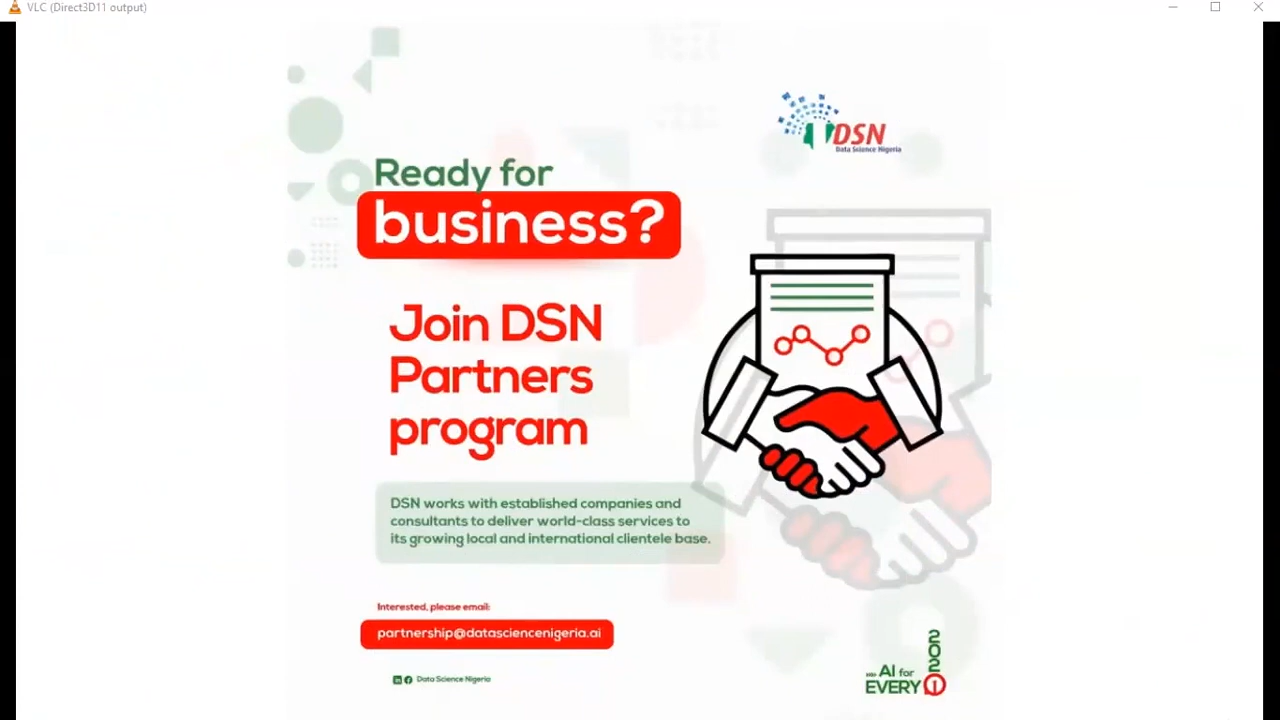 VLC (Direct3D11 output)
DSN
Data Science Nigeria
Ready for
business?
Join DSN
Partners
program
DSN works with established companies and
consultants to deliver world-class services to
its growing local and international clientele base.
Interested, please email:
partnership@datasciencenigeria.ai
Data Science Nigeria
AI for
EVERY1
2021